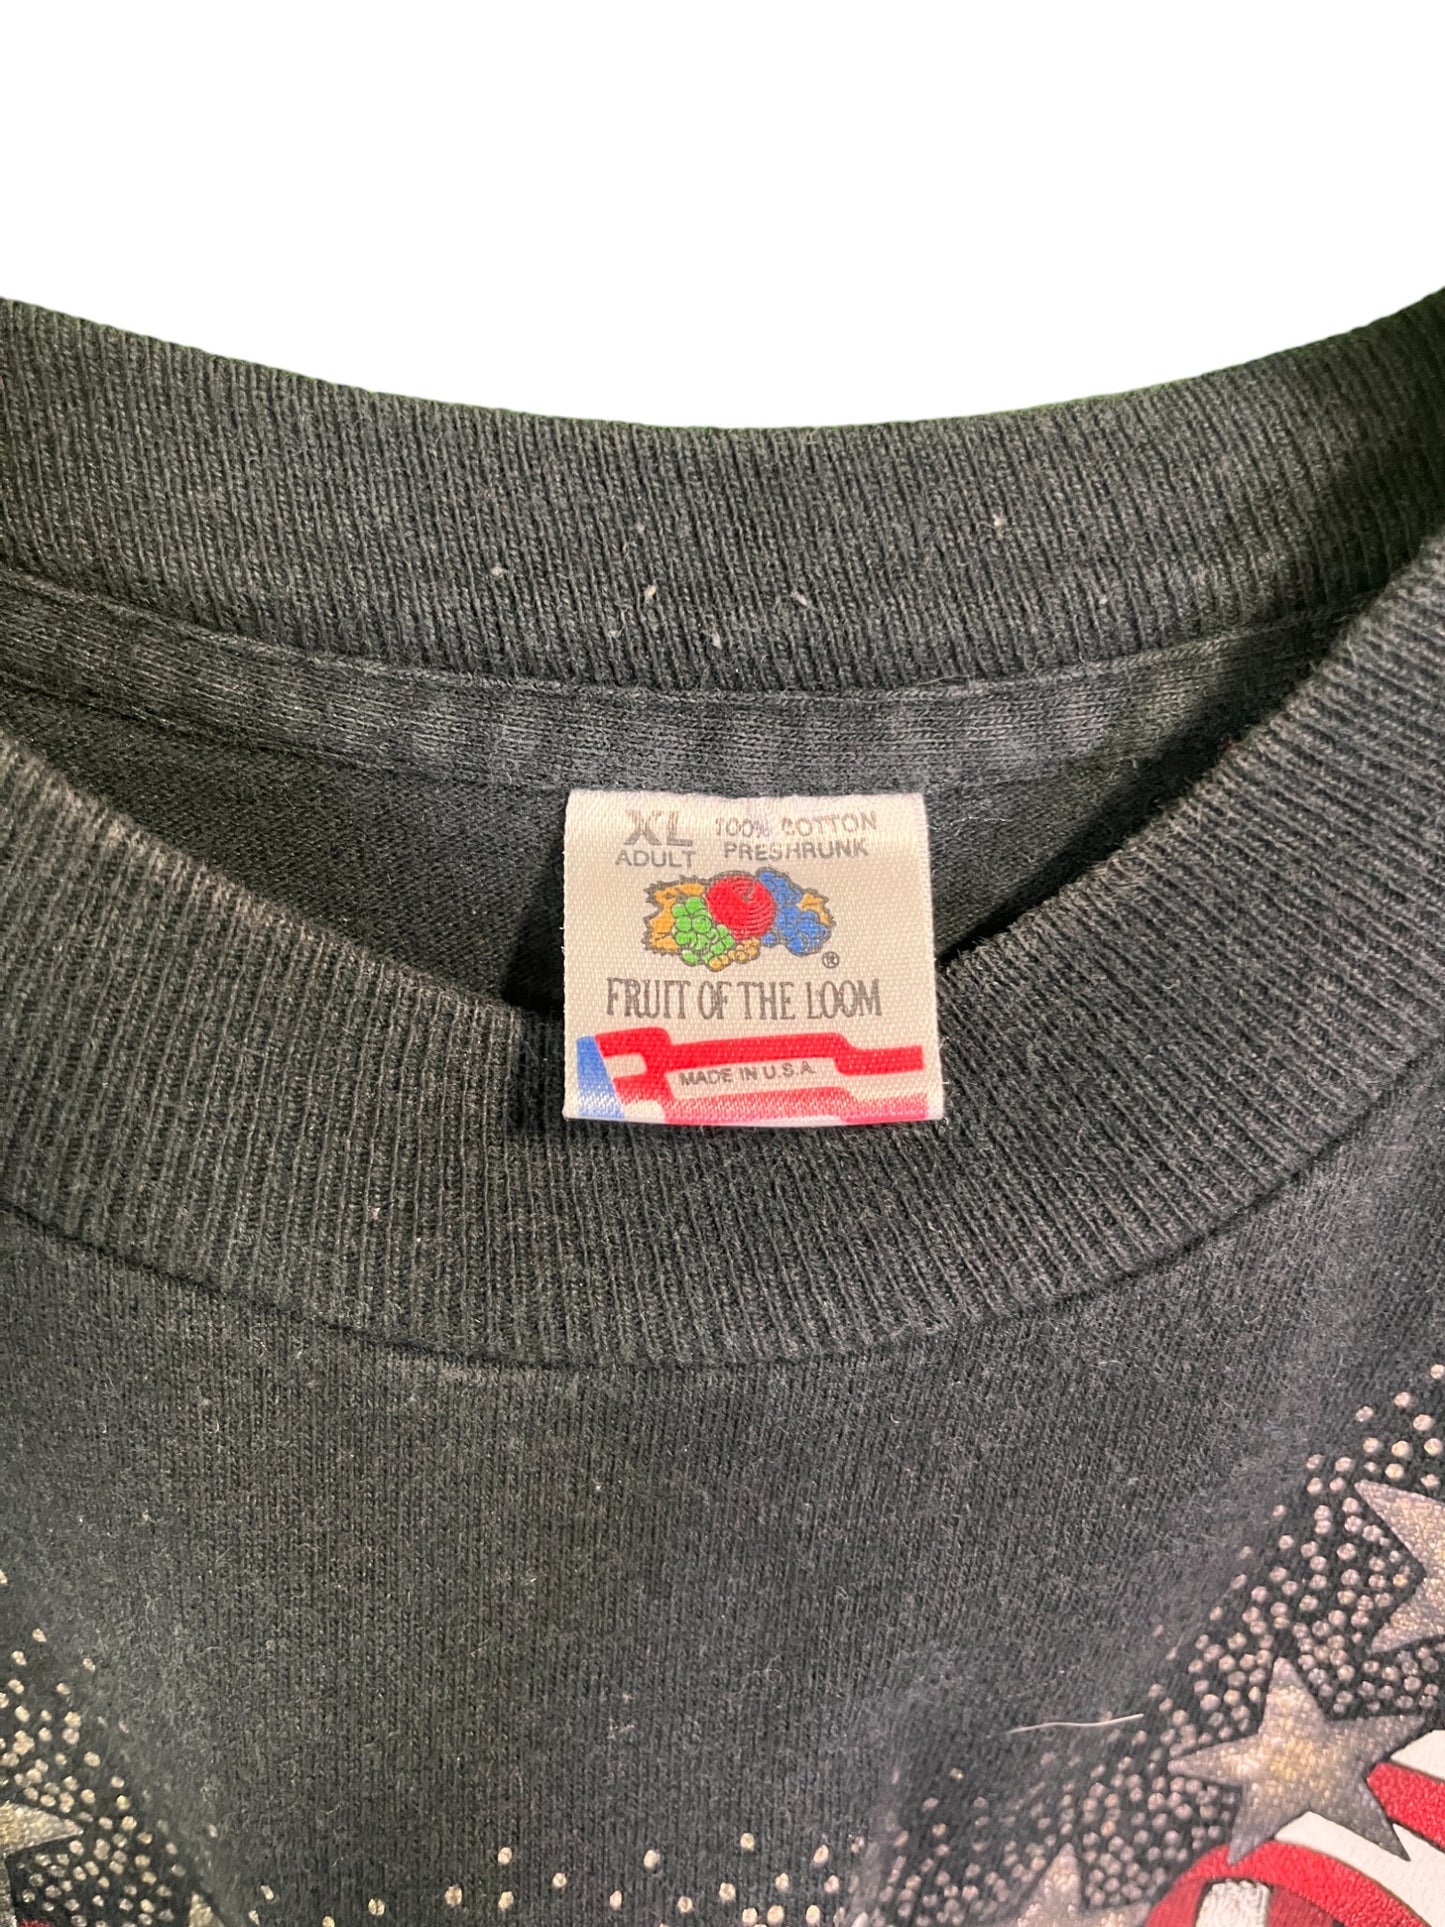 XL 100% COTTON
ADULT PRESHRUNK
®
FRUIT OF THE LOOM
MADE IN U.S.A.